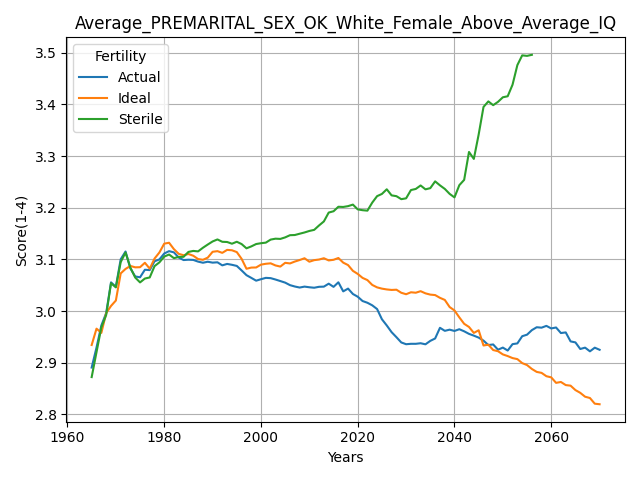 Average_PREMARITAL_SEX_OK_White_Female_Above_Average_IQ
Fertility
Actual
Ideal
Sterile
Score(1-4)
3.5
3.4
3.3
3.2
3.1
3.0
2.9
2.8
1960 1980 2000 2020 2040 2060
Years